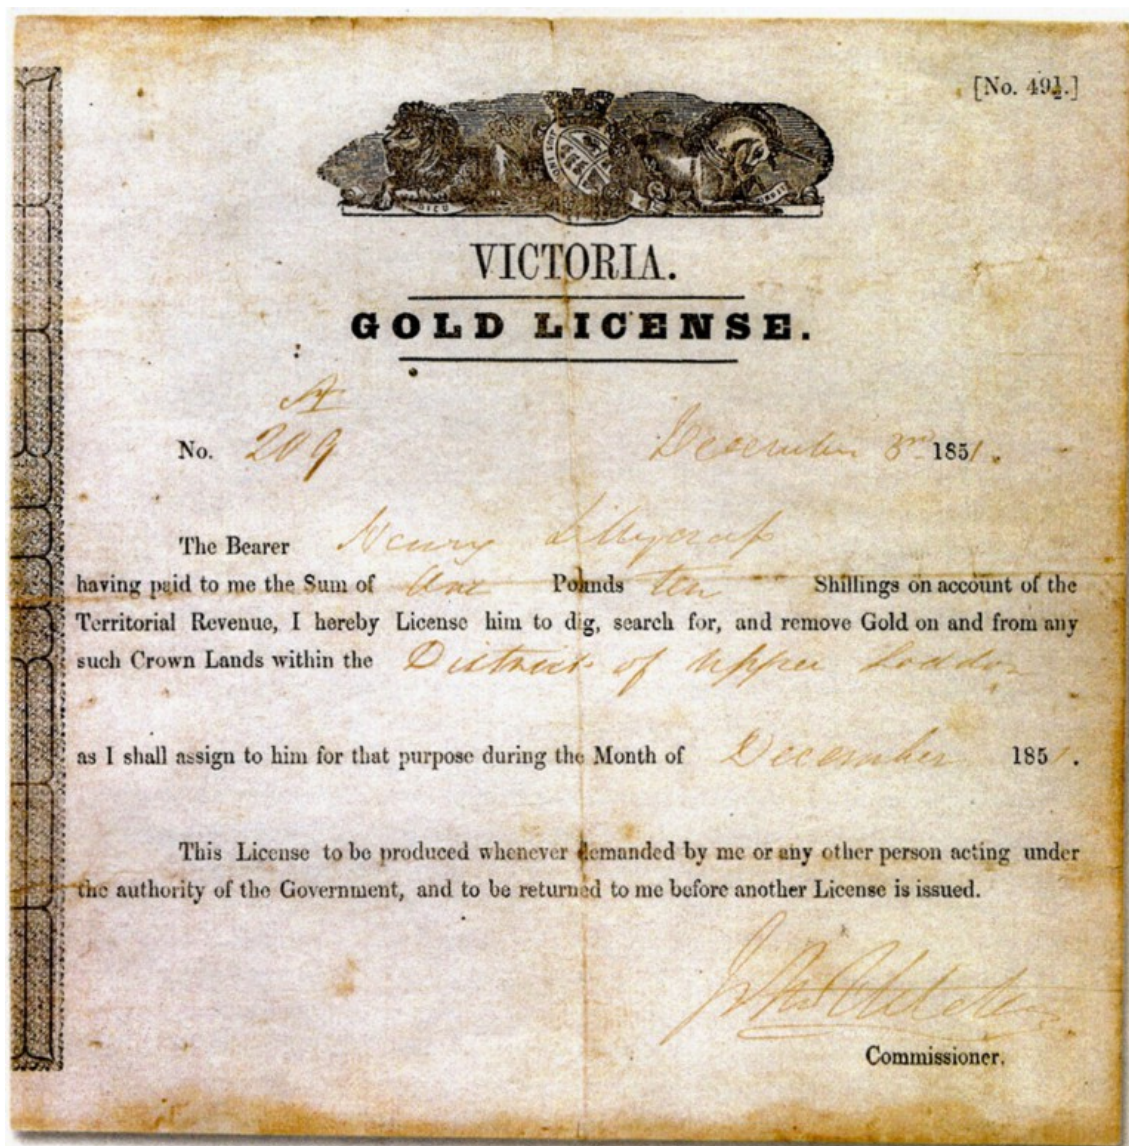 [No. 49½.]
VICTORIA.
GOLD LICENSE.
No. 209 December 3rd 1851.
The Bearer Henry
having paid to me the Sum of One Pounds ten Shillings on account of the
Territorial Revenue, I hereby License him to dig, search for, and remove Gold on and from any
such Crown Lands within the District of Upper Loddon
as I shall assign to him for that purpose during the Month of December 1851.
This License to be produced whenever demanded by me or any other person acting under
the authority of the Government, and to be returned to me before another License is issued.
Commissioner.